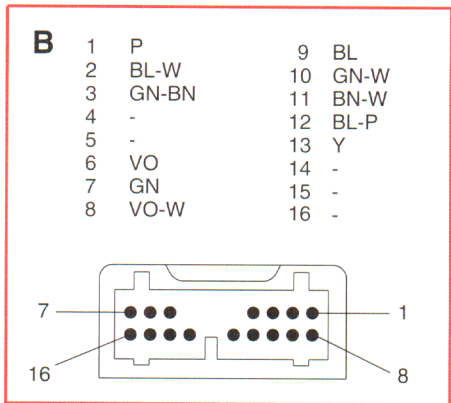 B
1 P
2 BL-W
3 GN-BN
4 -
5 -
6 VO
7 GN
8 VO-W
9 BL
10 GN-W
11 BN-W
12 BL-P
13 Y
14 -
15 -
16 -
7
1
16
8